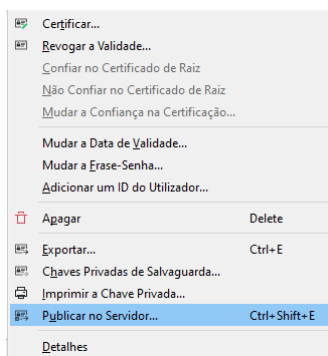 Certificar...
Revogar a Validade...
Confiar no Certificado de Raiz
Não Confiar no Certificado de Raiz
Mudar a Confiança na Certificação...
Mudar a Data de Validade...
Mudar a Frase-Senha...
Adicionar um ID do Utilizador...
Apagar Delete
Exportar... Ctrl+E
Chaves Privadas de Salvaguarda...
Imprimir a Chave Privada...
Publicar no Servidor... Ctrl+Shift+E
Detalhes